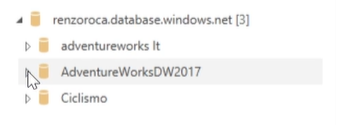 renzoroca.database.windows.net [3]
adventureworks lt
AdventureWorksDW2017
Ciclismo